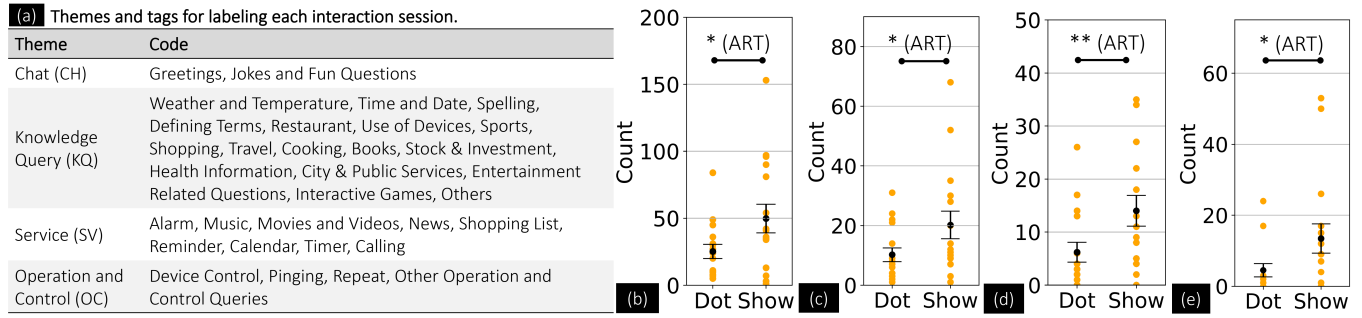 (a) Themes and tags for labeling each interaction session.
Theme Code
Chat (CH) Greetings, Jokes and Fun Questions
Knowledge Query (KQ)
Weather and Temperature, Time and Date, Spelling,
Defining Terms, Restaurant, Use of Devices, Sports,
Shopping, Travel, Cooking, Books, Stock & Investment,
Health Information, City & Public Services, Entertainment
Related Questions, Interactive Games, Others
Service (SV)
Alarm, Music, Movies and Videos, News, Shopping List,
Reminder, Calendar, Timer, Calling
Operation and
Control (OC)
Device Control, Pinging, Repeat, Other Operation and
Control Queries
200
150
100
50
0
Count
* (ART)
Dot Show
(b)
80
60
40
20
0
Count
* (ART)
Dot Show
(c)
50
40
30
20
10
0
Count
** (ART)
Dot Show
(d)
60
40
20
0
Count
* (ART)
Dot Show
(e)